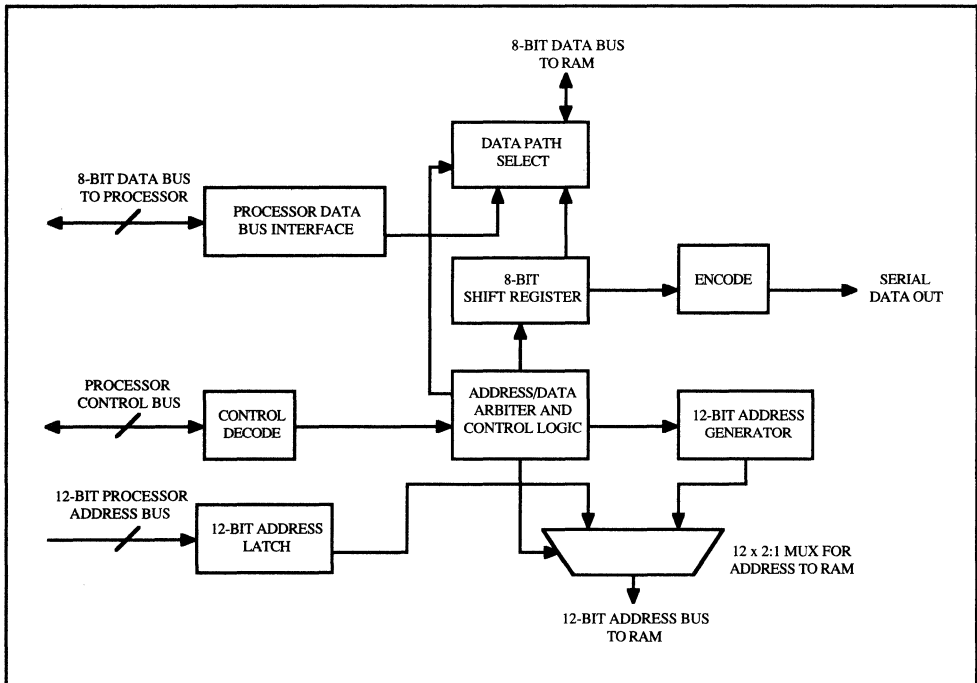 8-BIT DATA BUS
TO RAM
DATA PATH
SELECT
8-BIT DATA BUS
TO PROCESSOR
PROCESSOR DATA
BUS INTERFACE
8-BIT
SHIFT REGISTER
ENCODE
SERIAL
DATA OUT
PROCESSOR
CONTROL BUS
CONTROL
DECODE
ADDRESS/DATA
ARBITER AND
CONTROL LOGIC
12-BIT ADDRESS
GENERATOR
12-BIT PROCESSOR
ADDRESS BUS
12-BIT ADDRESS
LATCH
12 x 2:1 MUX FOR
ADDRESS TO RAM
12-BIT ADDRESS BUS
TO RAM